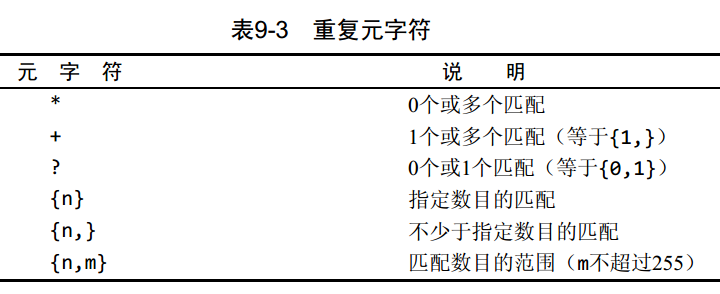 表9-3 重复元字符
元 字 符 说 明
* 0个或多个匹配
+ 1个或多个匹配（等于{1,}）
? 0个或1个匹配（等于{0,1}）
{n} 指定数目的匹配
{n,} 不少于指定数目的匹配
{n,m} 匹配数目的范围（m不超过255）